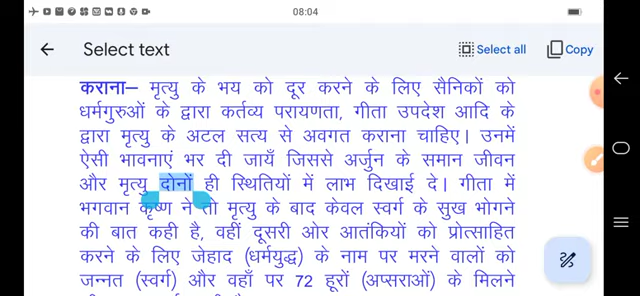 08:04
Select text
Select all
Copy
कराना– मृत्यु के भय को दूर करने के लिए सैनिकों को
धर्मगुरुओं के द्वारा कर्तव्य परायणता, गीता उपदेश आदि के
द्वारा मृत्यु के अटल सत्य से अवगत कराना चाहिए। उनमें
ऐसी भावनाएं भर दी जायँ जिससे अर्जुन के समान जीवन
और मृत्यु दोनों ही स्थितियों में लाभ दिखाई दे। गीता में
भगवान कृष्ण ने तो मृत्यु के बाद केवल स्वर्ग के सुख भोगने
की बात कही है, वहीं दूसरी ओर आतंकियों को प्रोत्साहित
करने के लिए जेहाद (धर्मयुद्ध) के नाम पर मरने वालों को
जन्नत (स्वर्ग) और वहाँ पर 72 हूरों (अप्सराओं) के मिलने